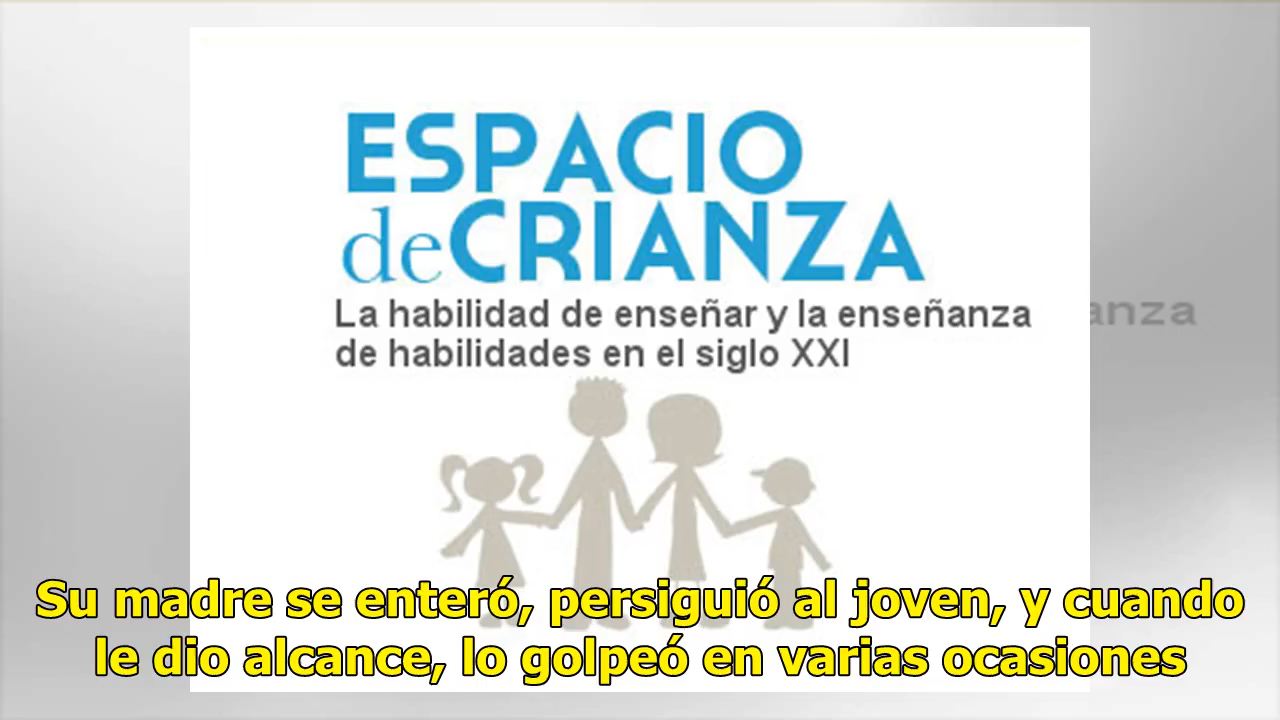 ESPACIO
deCRIANZA
La habilidad de enseñar y la enseñanza
de habilidades en el siglo XXI
Su madre se enteró, persiguió al joven, y cuando
le dio alcance, lo golpeó en varias ocasiones